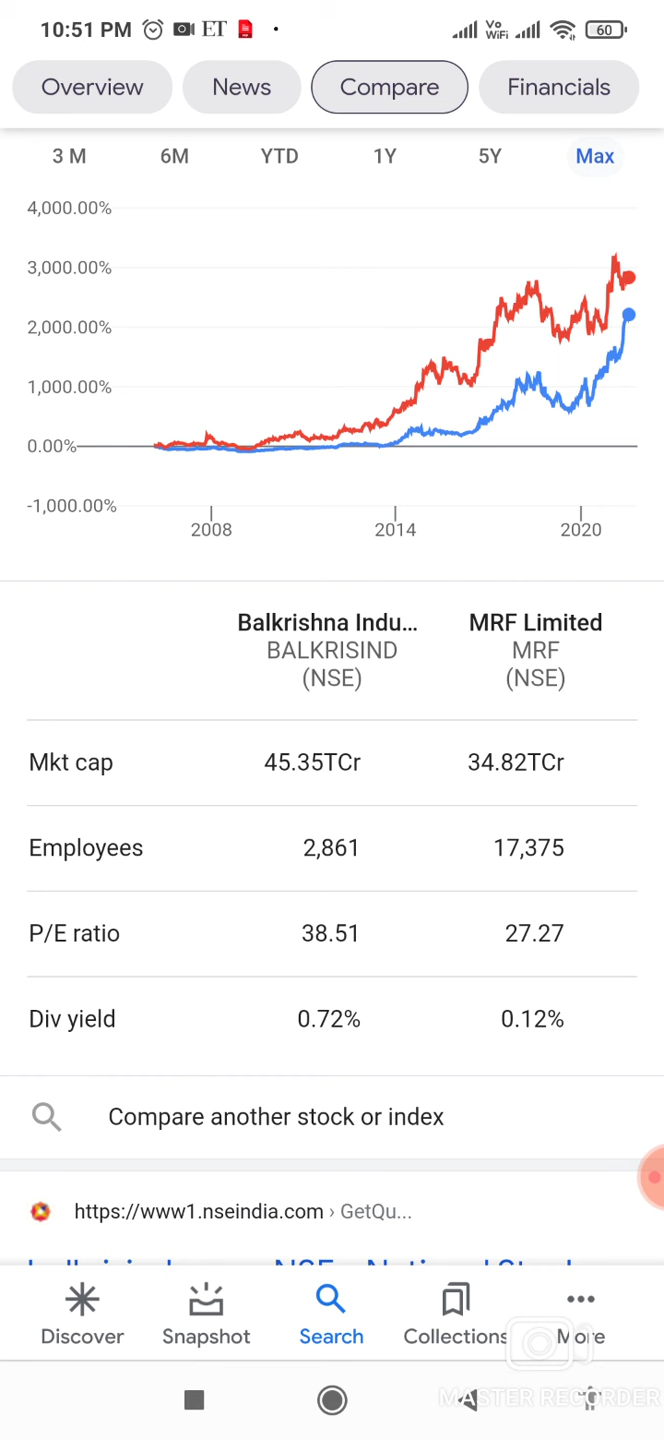 10:51 PM ET Vo WiFi 60
Overview News Compare Financials
3 M 6M YTD 1Y 5Y Max
4,000.00%
3,000.00%
2,000.00%
1,000.00%
0.00%
-1,000.00%
2008 2014 2020
Balkrishna Indu... MRF Limited
BALKRISIND MRF
(NSE) (NSE)
Mkt cap 45.35TCr 34.82TCr
Employees 2,861 17,375
P/E ratio 38.51 27.27
Div yield 0.72% 0.12%
Compare another stock or index
https://www1.nseindia.com › GetQu...
Discover Snapshot Search Collections More
MASTER RECORDER